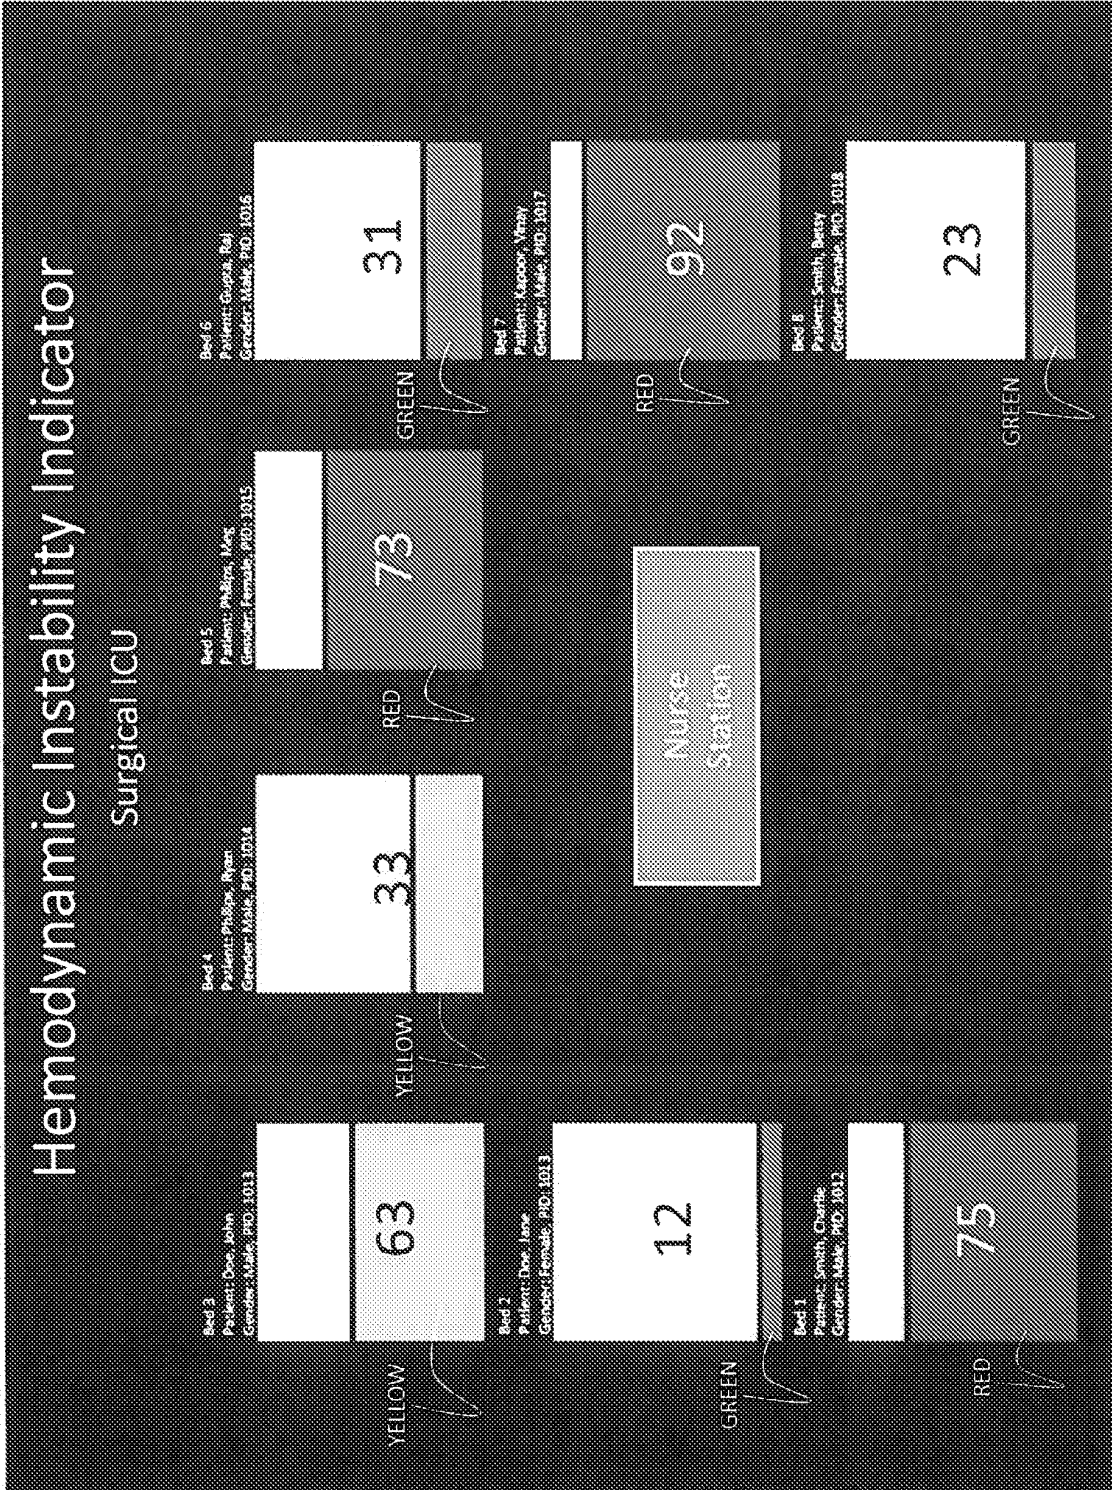 Hemodynamic Instability Indicator
Surgical ICU
Bed 3
Patient: Doe, John
Gender: Male, PID: 1013
63
YELLOW
Bed 4
Patient: Phillips, Ryan
Gender: Male, PID: 1014
33
YELLOW
Bed 5
Patient: Phillips, Meg
Gender: Female, PID: 1015
73
RED
Bed 6
Patient: Gupta, Raj
Gender: Male, PID: 1016
31
GREEN
Bed 2
Patient: Doe, Jane
Gender: Female, PID: 1013
12
GREEN
Nurse
Station
Bed 7
Patient: Kapoor, Vinay
Gender: Male, PID: 1017
92
RED
Bed 1
Patient: Smith, Charlie
Gender: Male, PID: 1012
75
RED
Bed 8
Patient: Smith, Betsy
Gender: Female, PID: 1018
23
GREEN